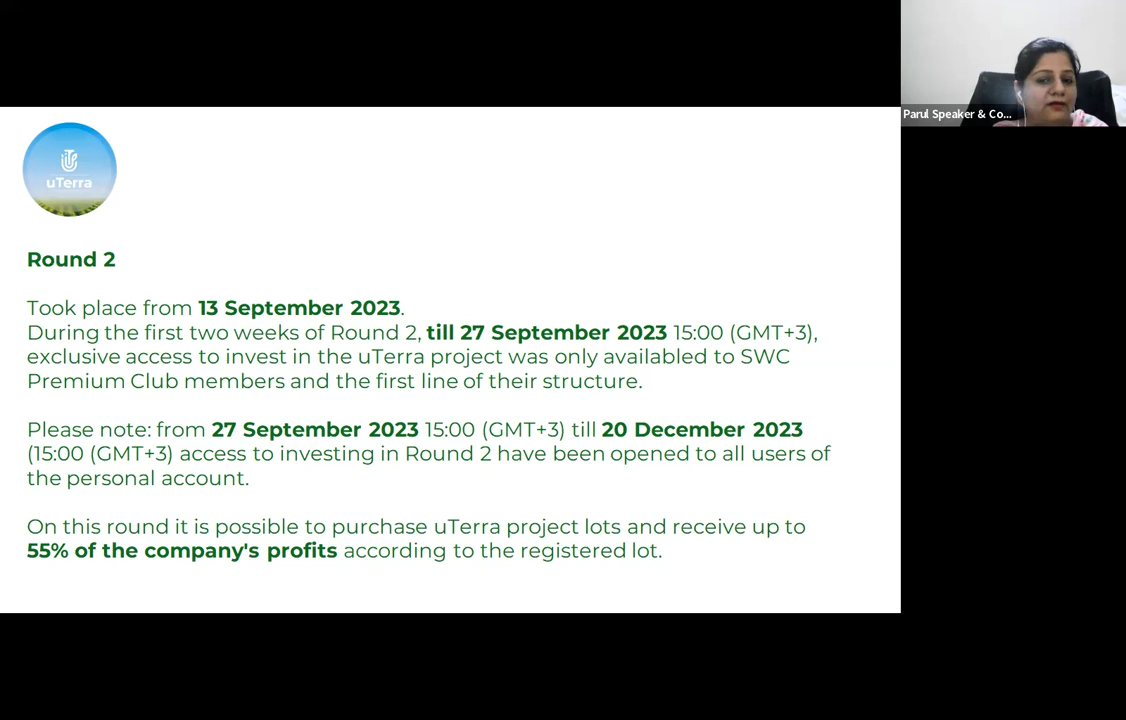 Parul Speaker & Co...
uTerra
Round 2
Took place from 13 September 2023.
During the first two weeks of Round 2, till 27 September 2023 15:00 (GMT+3),
exclusive access to invest in the uTerra project was only availabled to SWC
Premium Club members and the first line of their structure.
Please note: from 27 September 2023 15:00 (GMT+3) till 20 December 2023
(15:00 (GMT+3) access to investing in Round 2 have been opened to all users of
the personal account.
On this round it is possible to purchase uTerra project lots and receive up to
55% of the company's profits according to the registered lot.